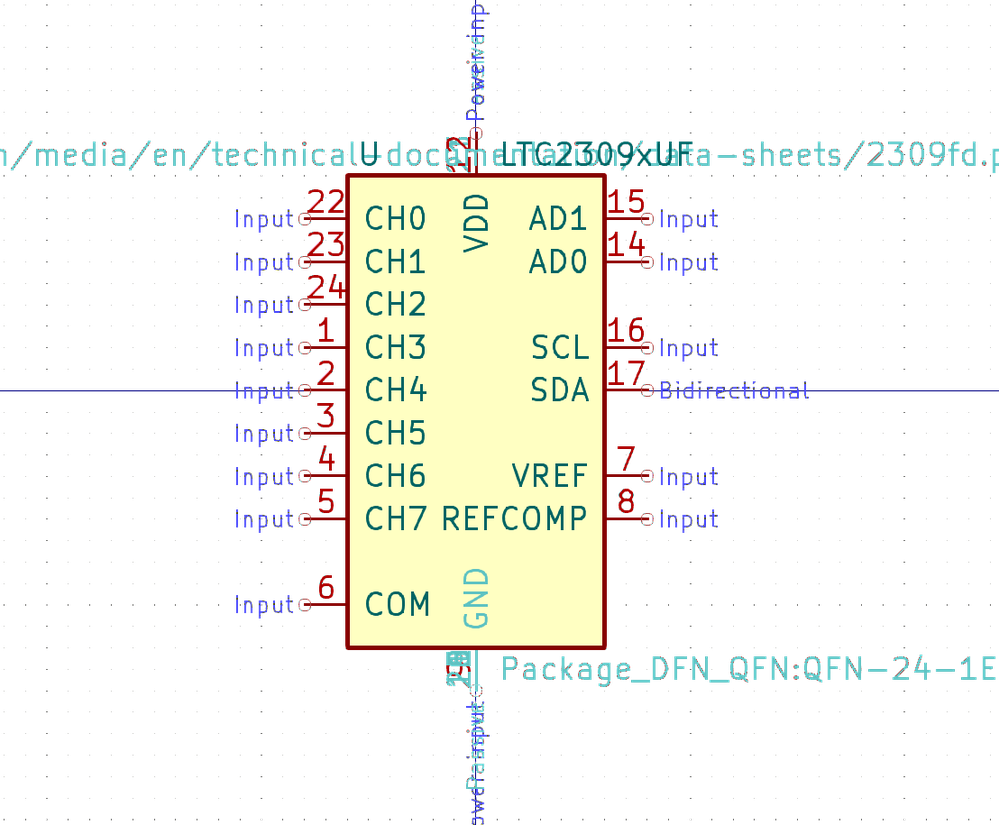 Power Inp
n/media/en/technical-documentation/data-sheets/2309fd.p
U LTC2309xUF
12
VDD
Input 22 CH0 AD1 15 Input
Input 23 CH1 AD0 14 Input
Input 24 CH2
Input 1 CH3 SCL 16 Input
Input 2 CH4 SDA 17 Bidirectional
Input 3 CH5
Input 4 CH6 VREF 7 Input
Input 5 CH7 REFCOMP 8 Input
Input 6 COM
GND
Package_DFN_QFN:QFN-24-1E
ower input